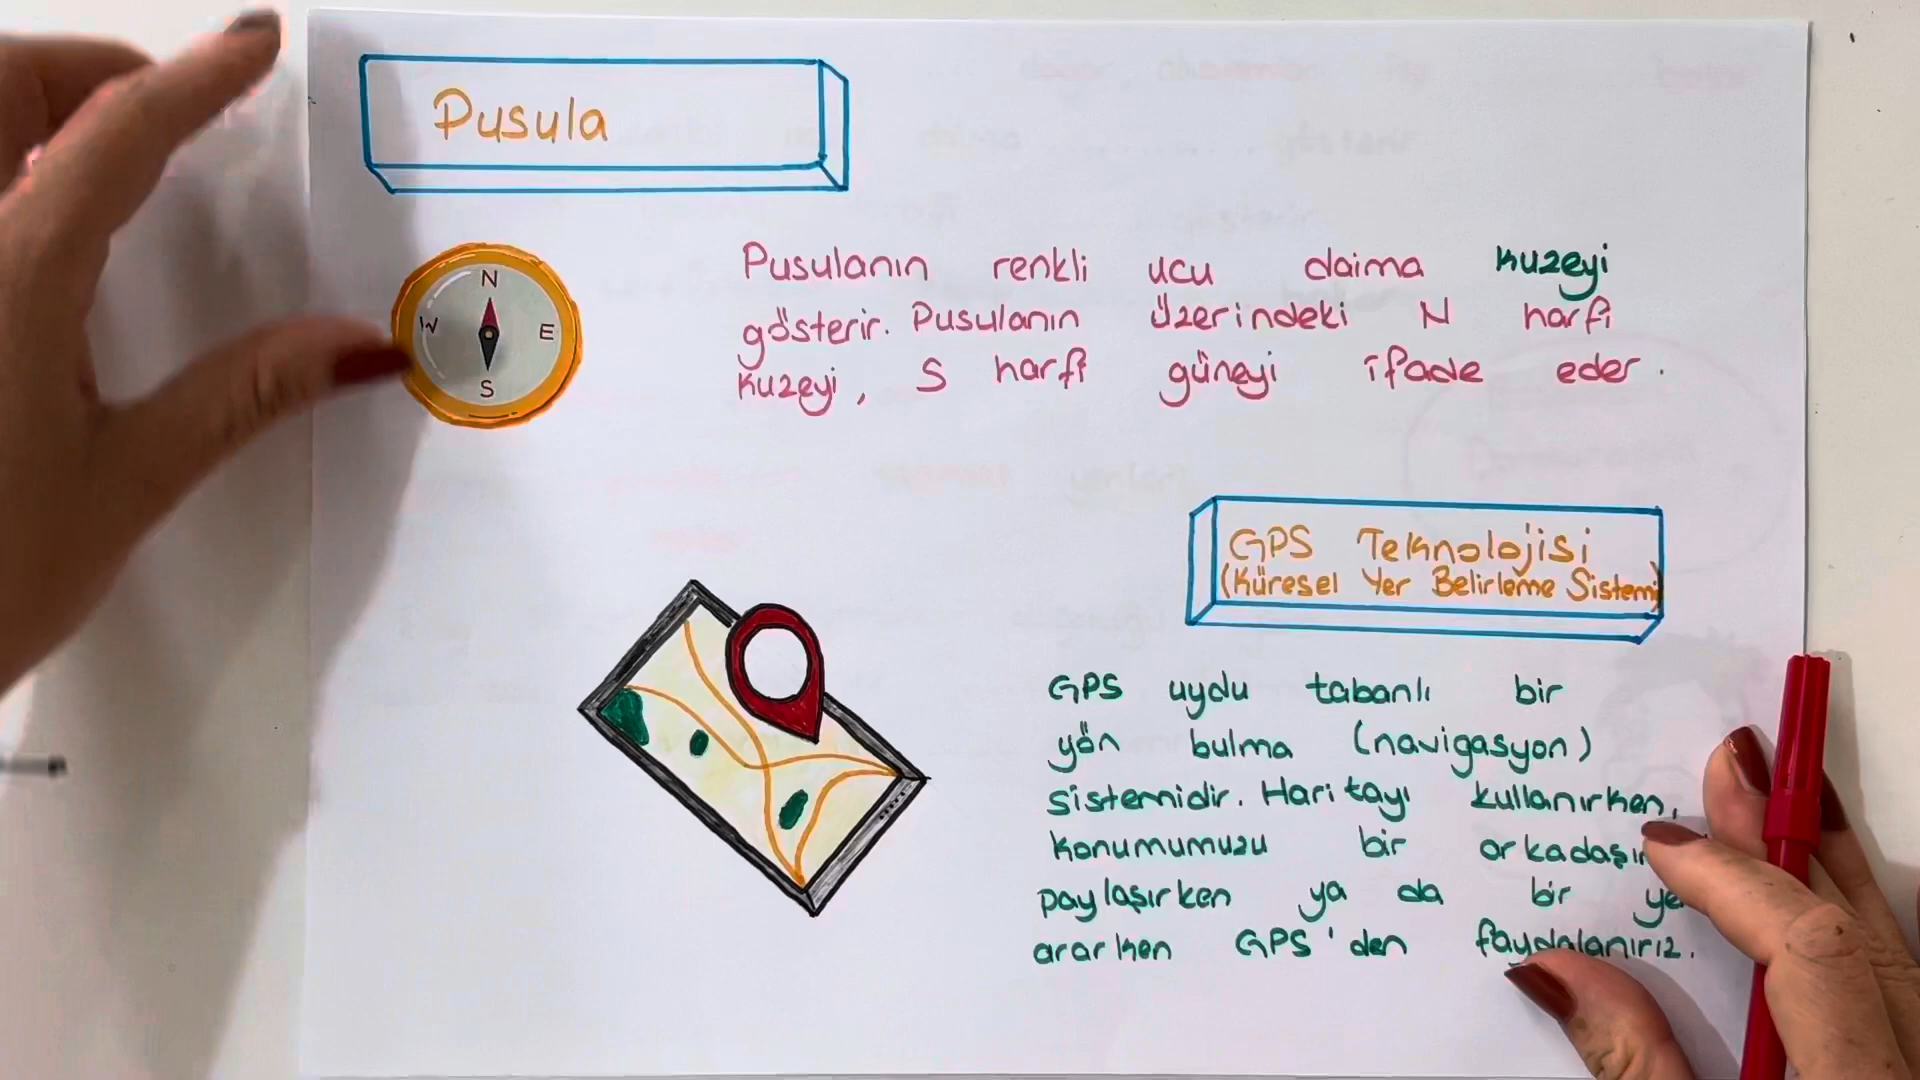 Pusula
N
W
E
S
Pusulanın renkli ucu daima kuzeyi
gösterir. Pusulanın üzerindeki N harfi
kuzeyi, S harfi güneyi ifade eder.
GPS Teknolojisi
(Küresel Yer Belirleme Sistemi)
GPS uydu tabanlı bir
yön bulma (navigasyon)
sistemidir. Haritayı kullanırken,
konumumuzu bir
paylaşırken ya da bir
ararken GPS'den faydalanırız.